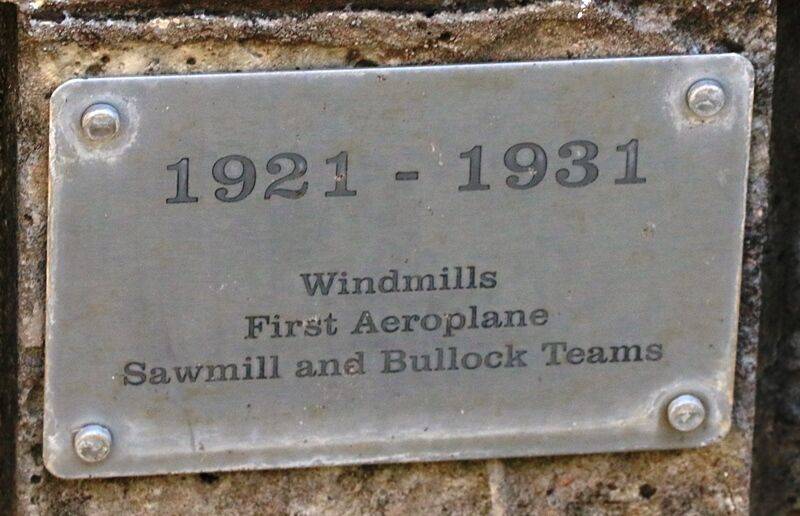 1921 - 1931
Windmills
First Aeroplane
Sawmill and Bullock Teams